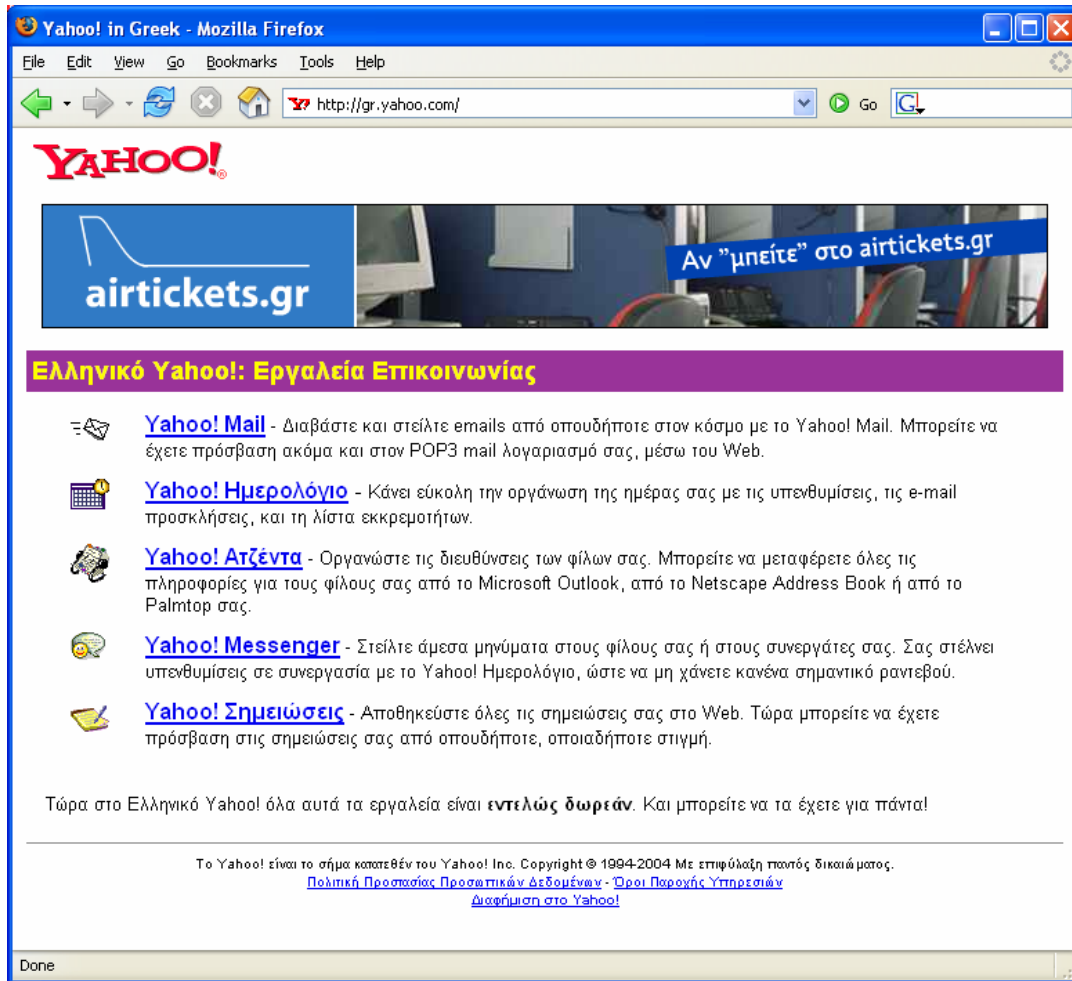 Yahoo! in Greek - Mozilla Firefox
File Edit View Go Bookmarks Tools Help
http://gr.yahoo.com/ Go G
YAHOO!®
airtickets.gr
Αν "μπείτε" στο airtickets.gr
Ελληνικό Yahoo!: Εργαλεία Επικοινωνίας
Yahoo! Mail - Διαβάστε και στείλτε emails από οπουδήποτε στον κόσμο με το Yahoo! Mail. Μπορείτε να
έχετε πρόσβαση ακόμα και στον POP3 mail λογαριασμό σας, μέσω του Web.
Yahoo! Ημερολόγιο - Κάνει εύκολη την οργάνωση της ημέρας σας με τις υπενθυμίσεις, τις e-mail
προσκλήσεις, και τη λίστα εκκρεμοτήτων.
Yahoo! Ατζέντα - Οργανώστε τις διευθύνσεις των φίλων σας. Μπορείτε να μεταφέρετε όλες τις
πληροφορίες για τους φίλους σας από το Microsoft Outlook, από το Netscape Address Book ή από το
Palmtop σας.
Yahoo! Messenger - Στείλτε άμεσα μηνύματα στους φίλους σας ή στους συνεργάτες σας. Σας στέλνει
υπενθυμίσεις σε συνεργασία με το Yahoo! Ημερολόγιο, ώστε να μη χάνετε κανένα σημαντικό ραντεβού.
Yahoo! Σημειώσεις - Αποθηκεύστε όλες τις σημειώσεις σας στο Web. Τώρα μπορείτε να έχετε
πρόσβαση στις σημειώσεις σας από οπουδήποτε, οποιαδήποτε στιγμή.
Τώρα στο Ελληνικό Yahoo! όλα αυτά τα εργαλεία είναι εντελώς δωρεάν. Και μπορείτε να τα έχετε για πάντα!
Το Yahoo! είναι το σήμα κατατεθέν του Yahoo! Inc. Copyright © 1994-2004 Με επιφύλαξη παντός δικαιώματος.
Πολιτική Προστασίας Προσωπικών Δεδομένων - Όροι Παροχής Υπηρεσιών
Διαφήμιση στο Yahoo!
Done